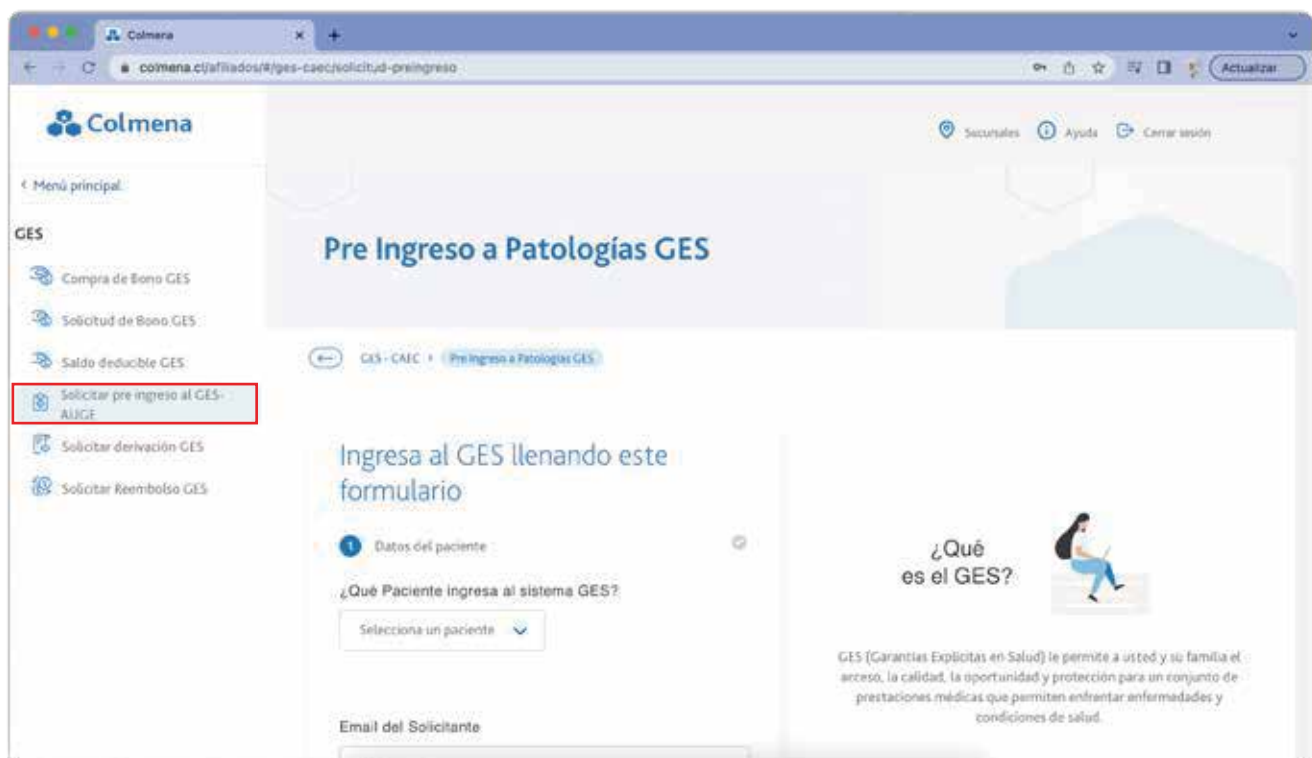 Colmena
colmena.cl/afiliados/#/ges-caec/solicitud-preingreso
Actualizar
Colmena
Sucursales
Ayuda
Cerrar sesión
Menú principal
GES
Compra de Bono GES
Solicitud de Bono GES
Saldo deducible GES
Solicitar pre ingreso al GES-
AUGE
Solicitar derivación GES
Solicitar Reembolso GES
Pre Ingreso a Patologías GES
GES - CAEC
Pre Ingreso a Patologías GES
Ingresa al GES llenando este
formulario
1 Datos del paciente
¿Qué Paciente ingresa al sistema GES?
Selecciona un paciente
Email del Solicitante
¿Qué
es el GES?
GES (Garantías Explícitas en Salud) le permite a usted y su familia el
acceso, la calidad, la oportunidad y protección para un conjunto de
prestaciones médicas que permiten enfrentar enfermedades y
condiciones de salud.